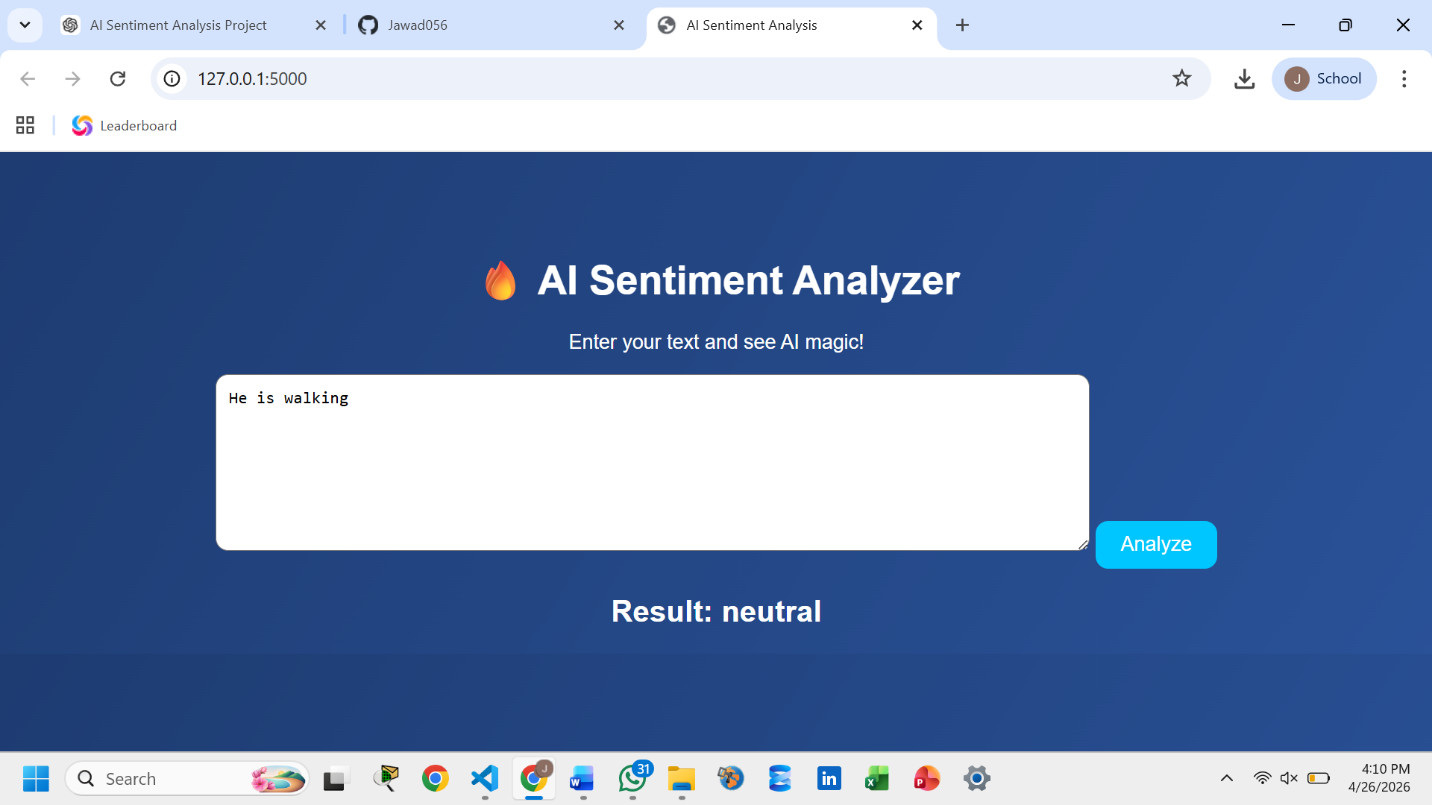 AI Sentiment Analysis Project
Jawad056
AI Sentiment Analysis
127.0.0.1:5000
J
School
Leaderboard
AI Sentiment Analyzer
Enter your text and see AI magic!
He is walking
Analyze
Result: neutral
Search
J
31
4:10 PM
4/26/2026